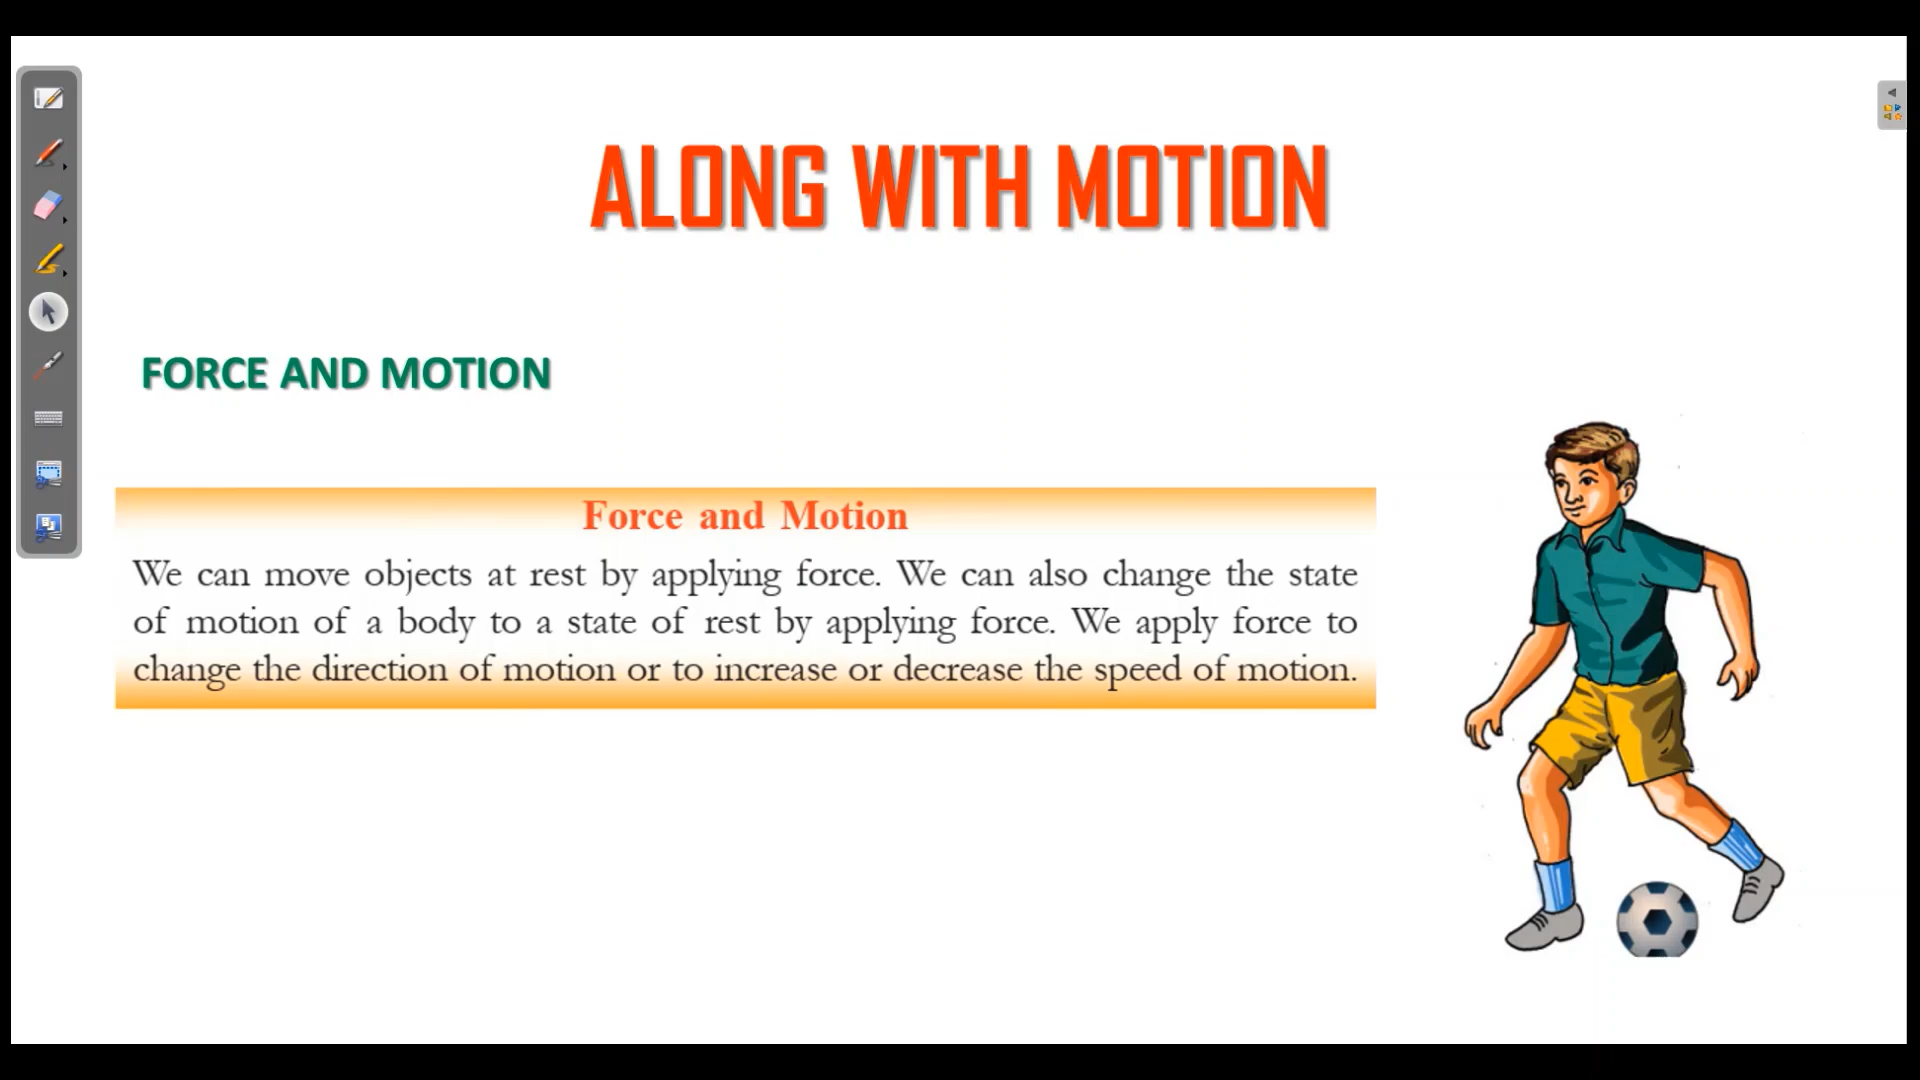 ALONG WITH MOTION
FORCE AND MOTION
Force and Motion
We can move objects at rest by applying force. We can also change the state
of motion of a body to a state of rest by applying force. We apply force to
change the direction of motion or to increase or decrease the speed of motion.